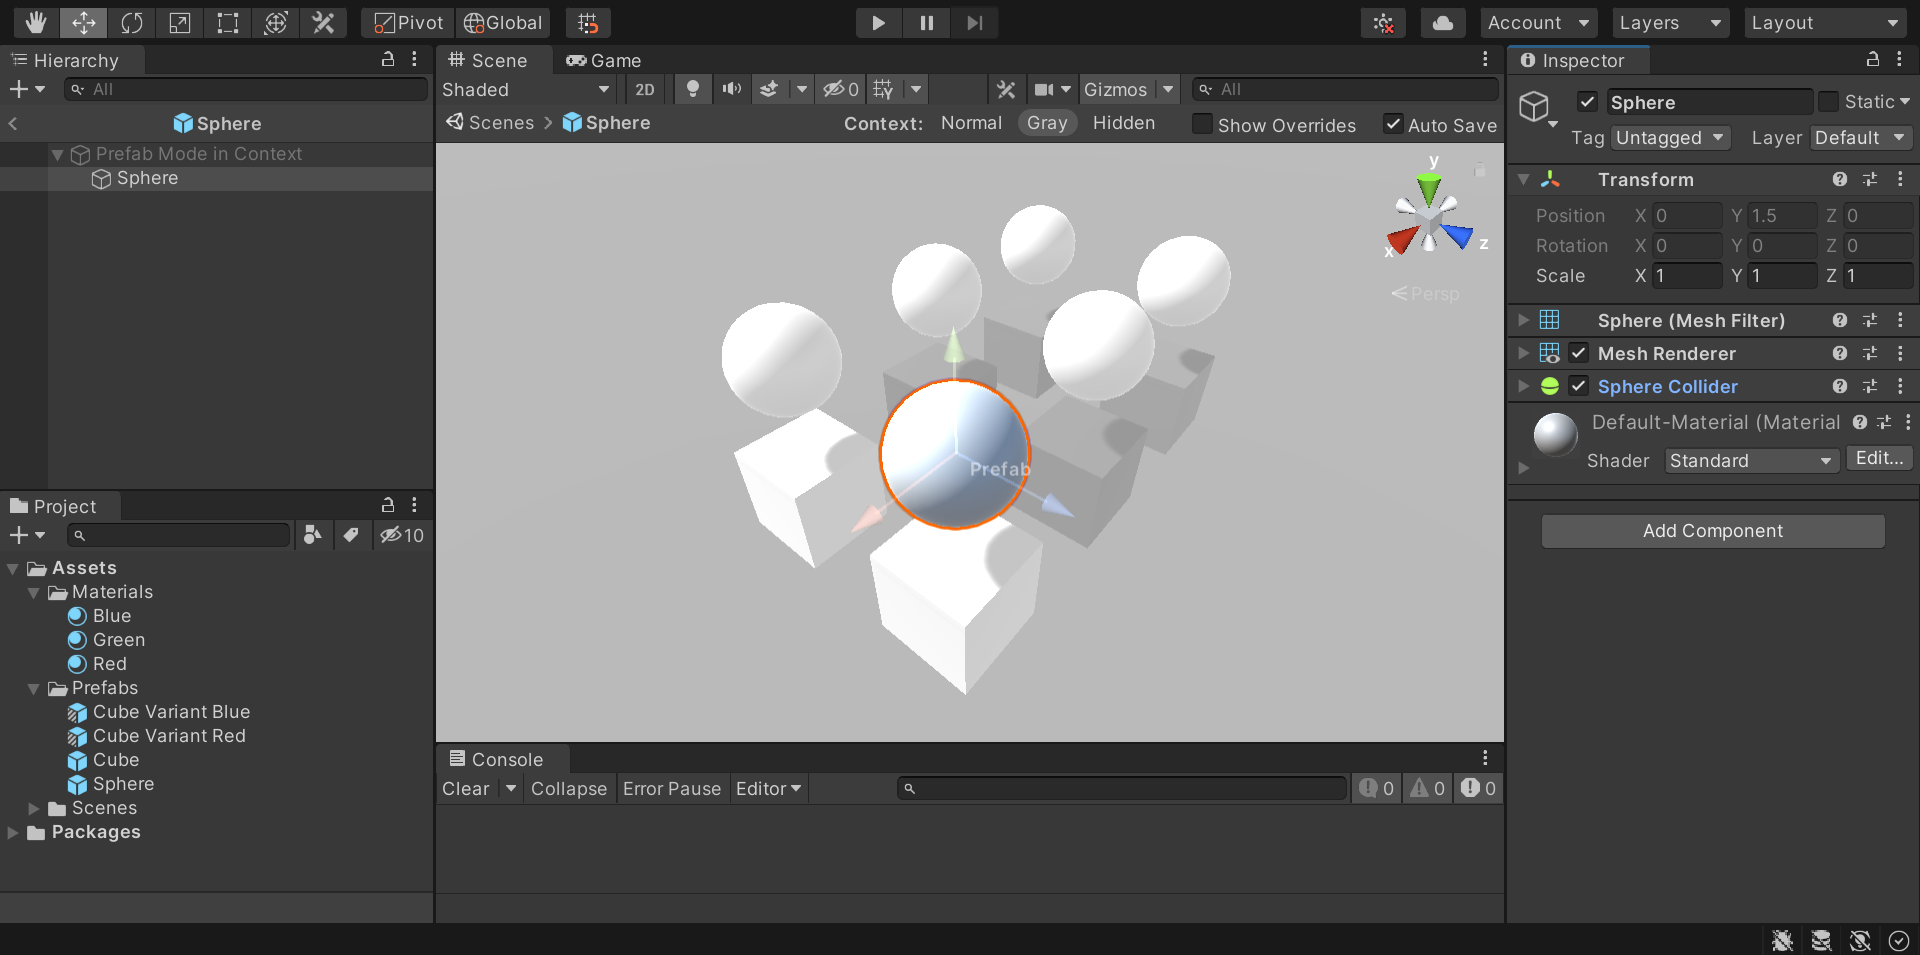 Pivot Global Account Layers Layout
Hierarchy
All
Sphere
Prefab Mode in Context
Sphere
Project
10
Assets
Materials
Blue
Green
Red
Prefabs
Cube Variant Blue
Cube Variant Red
Cube
Sphere
Scenes
Packages
Scene Game
Shaded 2D 0 Gizmos All
Scenes Sphere Context: Normal Gray Hidden Show Overrides Auto Save
y
x
z
Persp
Prefab
Console
Clear Collapse Error Pause Editor 0 0 0
Inspector
Sphere Static
Tag Untagged Layer Default
Transform
Position X 0 Y 1.5 Z 0
Rotation X 0 Y 0 Z 0
Scale X 1 Y 1 Z 1
Sphere (Mesh Filter)
Mesh Renderer
Sphere Collider
Default-Material (Material
Shader Standard Edit...
Add Component